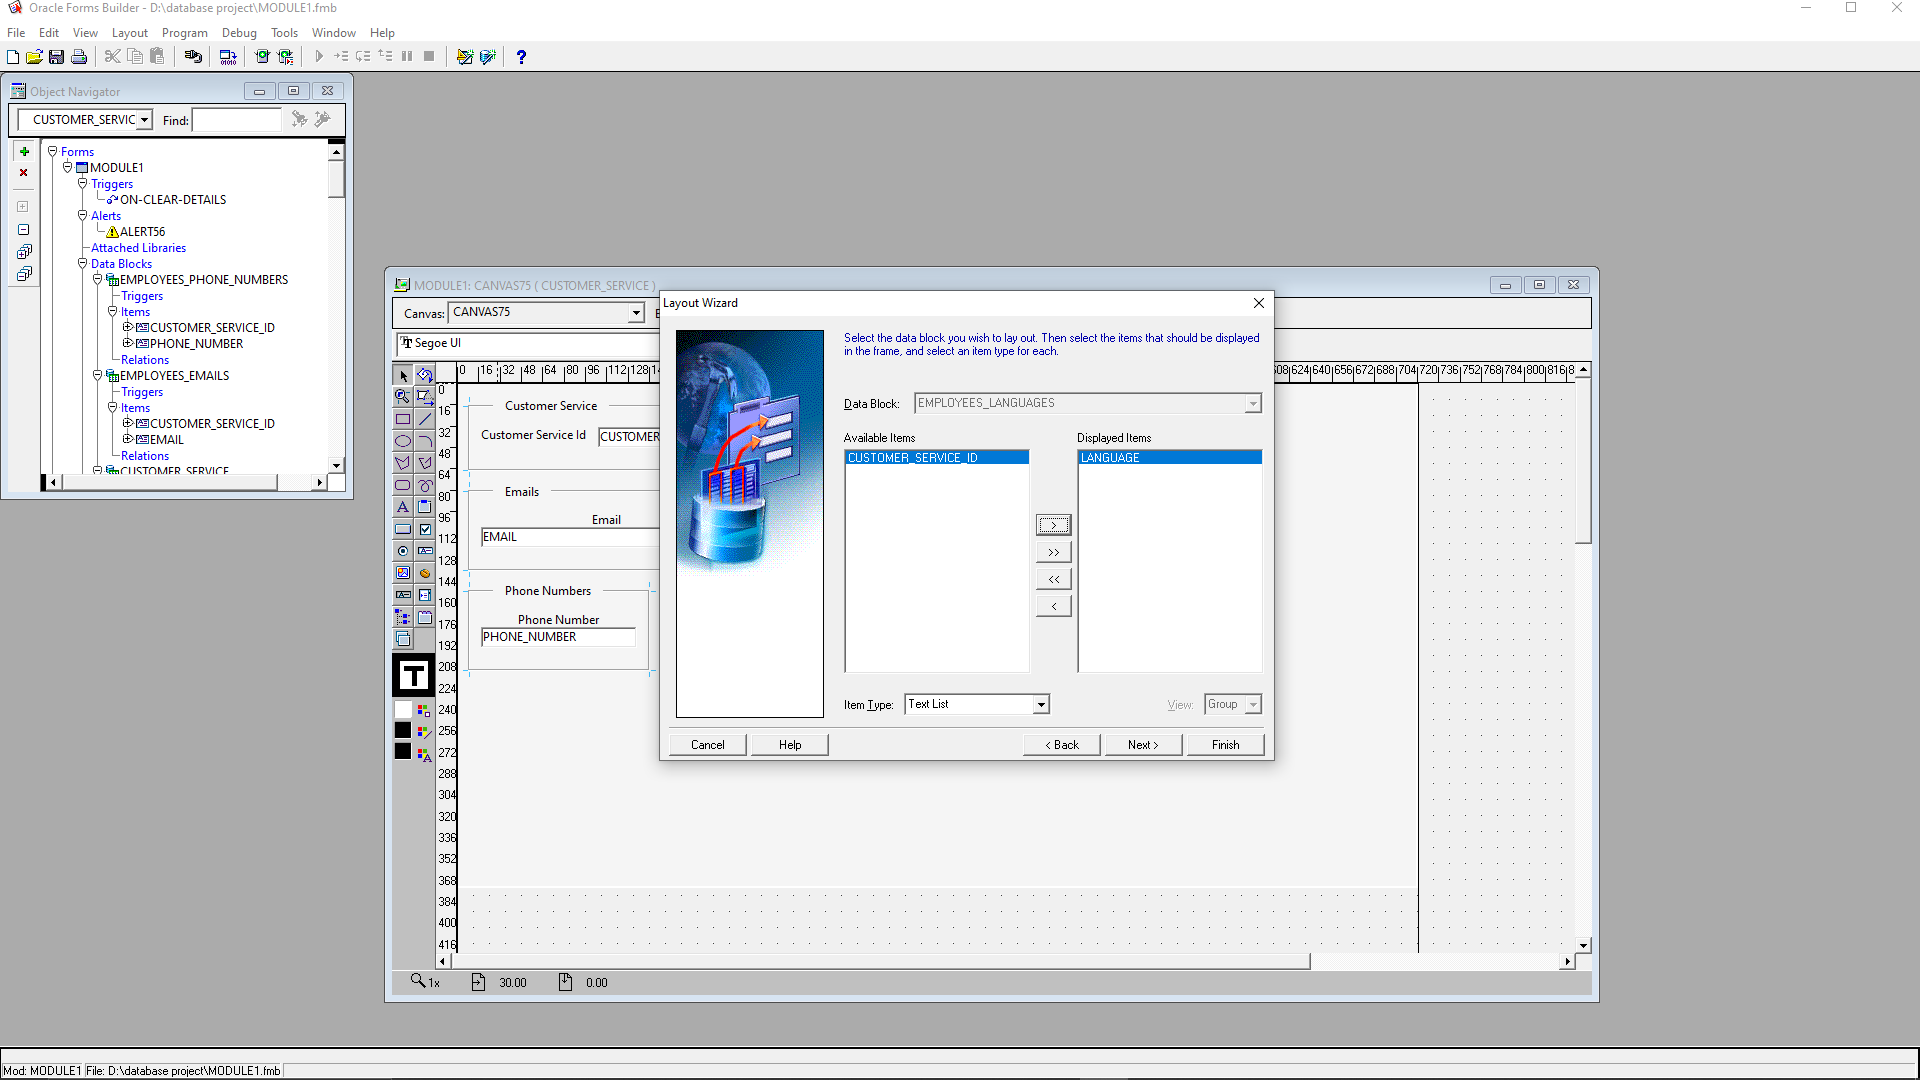 Oracle Forms Builder - D:\database project\MODULE1.fmb
File Edit View Layout Program Debug Tools Window Help
Object Navigator
CUSTOMER_SERVIC Find:
Forms
MODULE1
Triggers
ON-CLEAR-DETAILS
Alerts
ALERT56
Attached Libraries
Data Blocks
EMPLOYEES_PHONE_NUMBERS
Triggers
Items
CUSTOMER_SERVICE_ID
PHONE_NUMBER
Relations
EMPLOYEES_EMAILS
Triggers
Items
CUSTOMER_SERVICE_ID
EMAIL
Relations
CUSTOMER_SERVICE
MODULE1: CANVAS75 ( CUSTOMER_SERVICE )
Canvas: CANVAS75
Segoe UI
0 16 32 48 64 80 96 112 128
624 640 656 672 688 704 720 736 752 768 784 800 816 8
0
16
32
48
64
80
96
112
128
144
160
176
192
208
224
240
256
272
288
304
320
336
352
368
384
400
416
Customer Service
Customer Service Id CUSTOMER
Emails
Email
EMAIL
Phone Numbers
Phone Number
PHONE_NUMBER
1x 30.00 0.00
Layout Wizard
Select the data block you wish to lay out. Then select the items that should be displayed
in the frame, and select an item type for each.
Data Block: EMPLOYEES_LANGUAGES
Available Items Displayed Items
CUSTOMER_SERVICE_ID LANGUAGE
>
>>
<<
<
Item Type: Text List View: Group
Cancel Help < Back Next > Finish
Mod: MODULE1 File: D:\database project\MODULE1.fmb